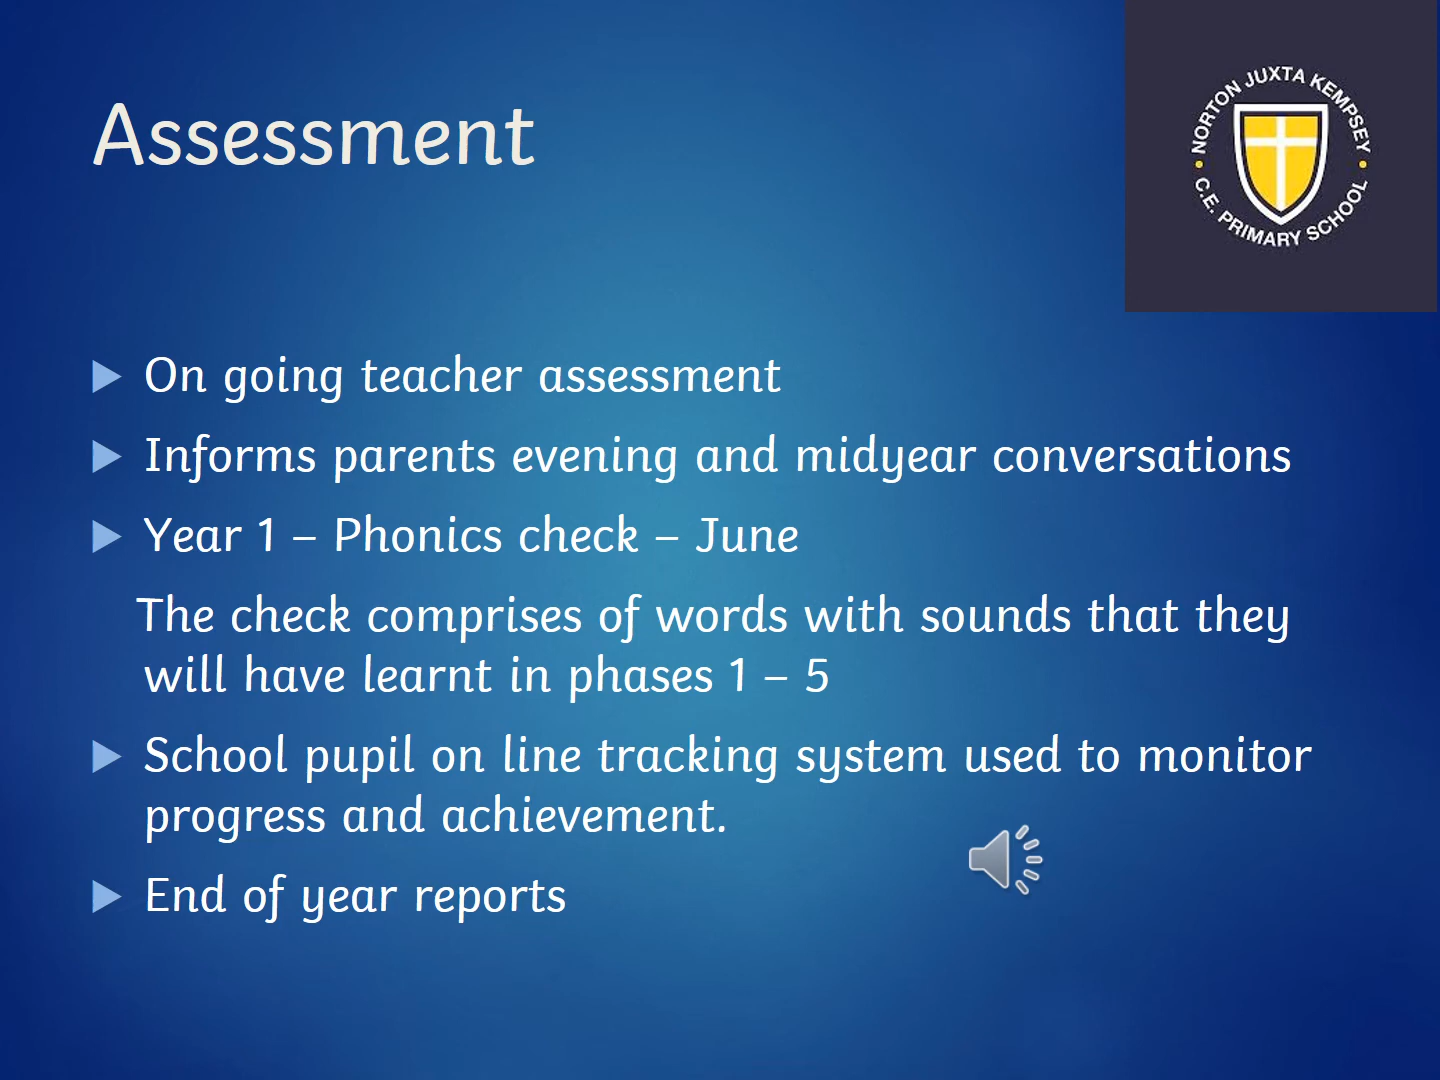 Assessment
NORTON JUXTA KEMPSEY
C.E. PRIMARY SCHOOL
On going teacher assessment
Informs parents evening and midyear conversations
Year 1 – Phonics check – June
The check comprises of words with sounds that they
will have learnt in phases 1 – 5
School pupil on line tracking system used to monitor
progress and achievement.
End of year reports